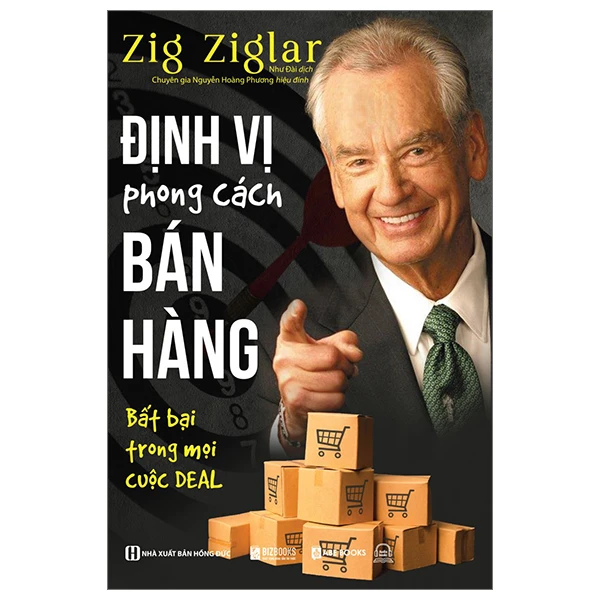 Zig Ziglar
Như Đài dịch
Chuyên gia Nguyễn Hoàng Phương hiệu đính
ĐỊNH VỊ
phong cách
BÁN
HÀNG
Bất bại
trong mọi
cuộc DEAL
NHÀ XUẤT BẢN HỒNG ĐỨC
BIZBOOKS